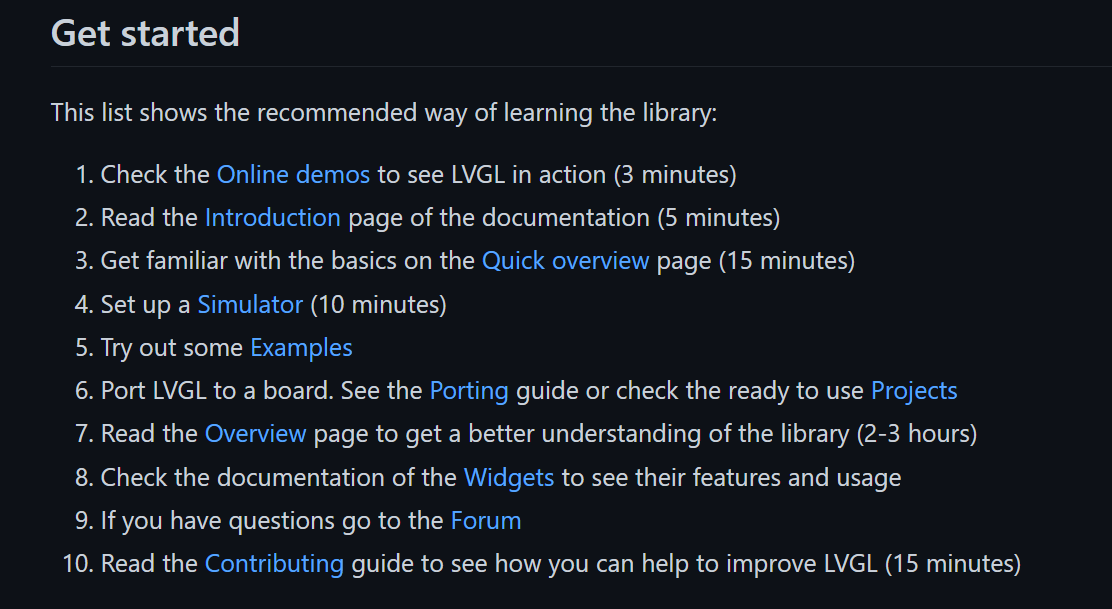 Get started
This list shows the recommended way of learning the library:
1. Check the Online demos to see LVGL in action (3 minutes)
2. Read the Introduction page of the documentation (5 minutes)
3. Get familiar with the basics on the Quick overview page (15 minutes)
4. Set up a Simulator (10 minutes)
5. Try out some Examples
6. Port LVGL to a board. See the Porting guide or check the ready to use Projects
7. Read the Overview page to get a better understanding of the library (2-3 hours)
8. Check the documentation of the Widgets to see their features and usage
9. If you have questions go to the Forum
10. Read the Contributing guide to see how you can help to improve LVGL (15 minutes)